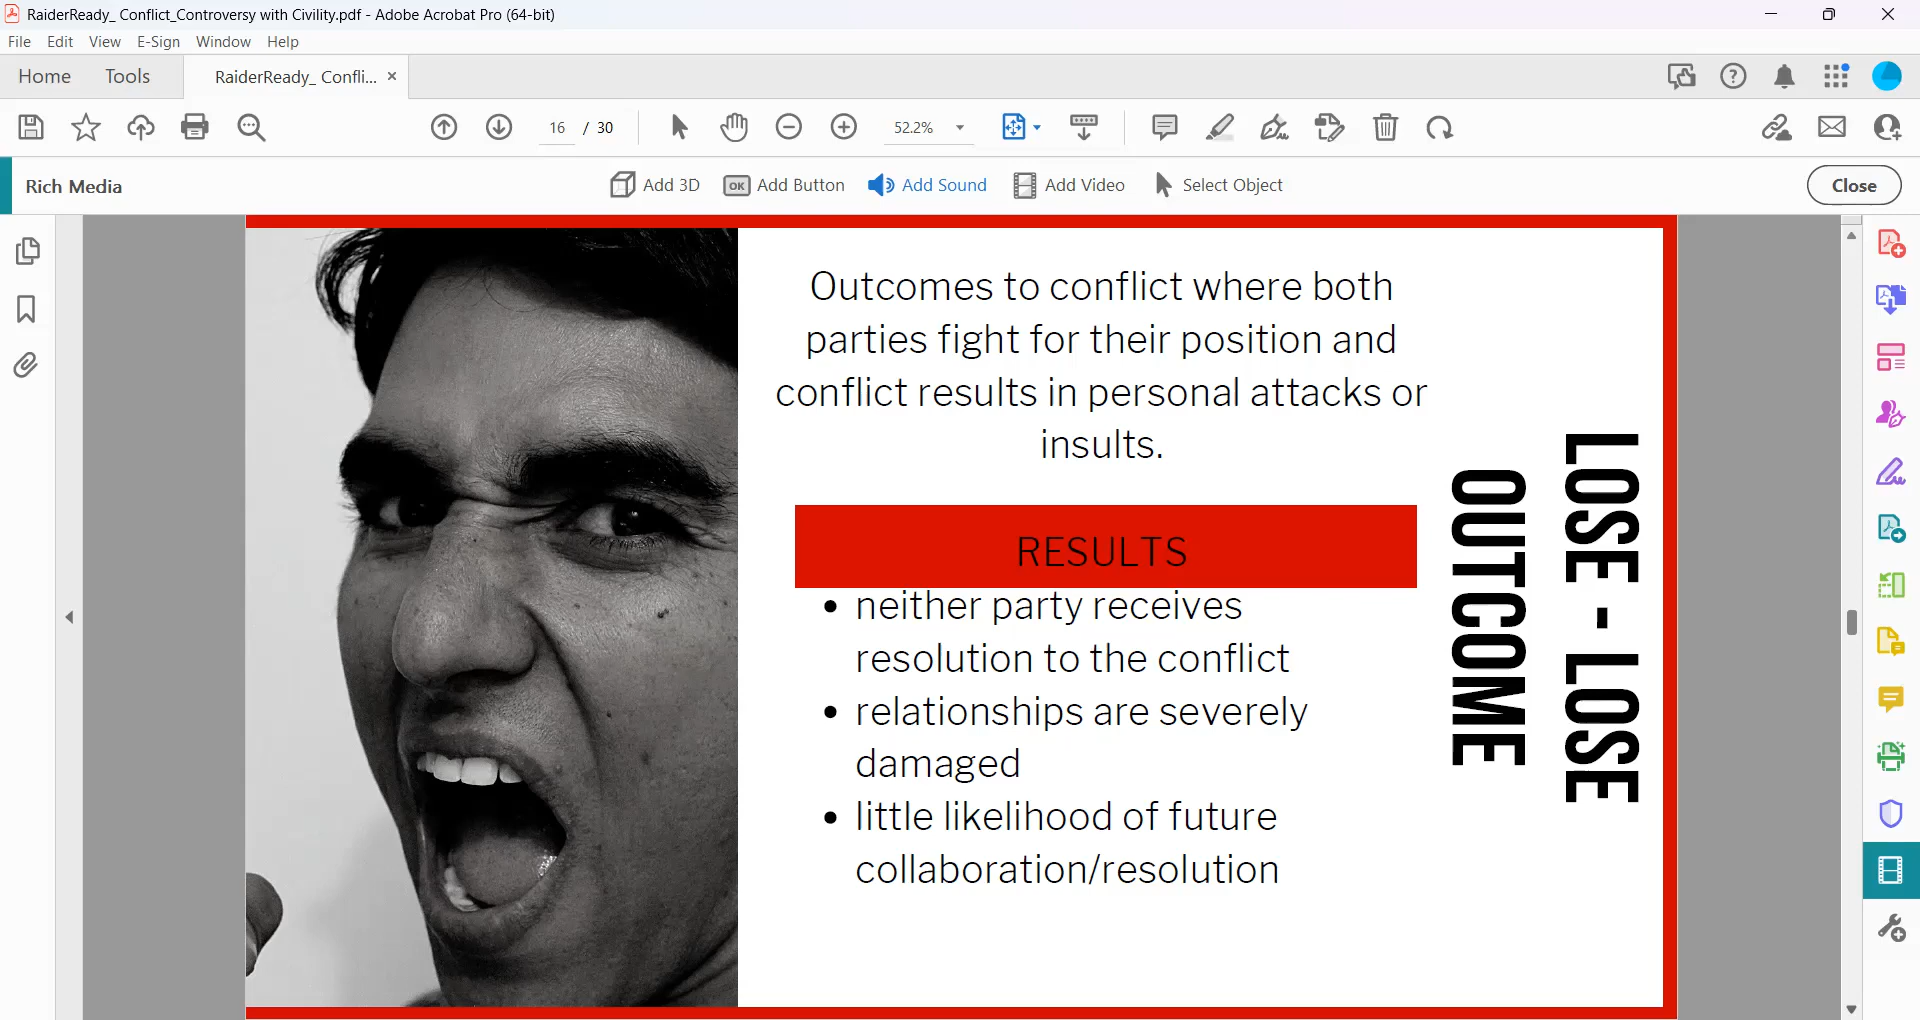 RaiderReady_ Conflict_Controversy with Civility.pdf - Adobe Acrobat Pro (64-bit)
File Edit View E-Sign Window Help
Home Tools RaiderReady_ Confli... ×
16 / 30 52.2%
Rich Media OK Add 3D Add Button Add Sound Add Video Select Object Close
Outcomes to conflict where both
parties fight for their position and
conflict results in personal attacks or
insults.
RESULTS
• neither party receives
resolution to the conflict
• relationships are severely
damaged
• little likelihood of future
collaboration/resolution
LOSE - LOSE
OUTCOME